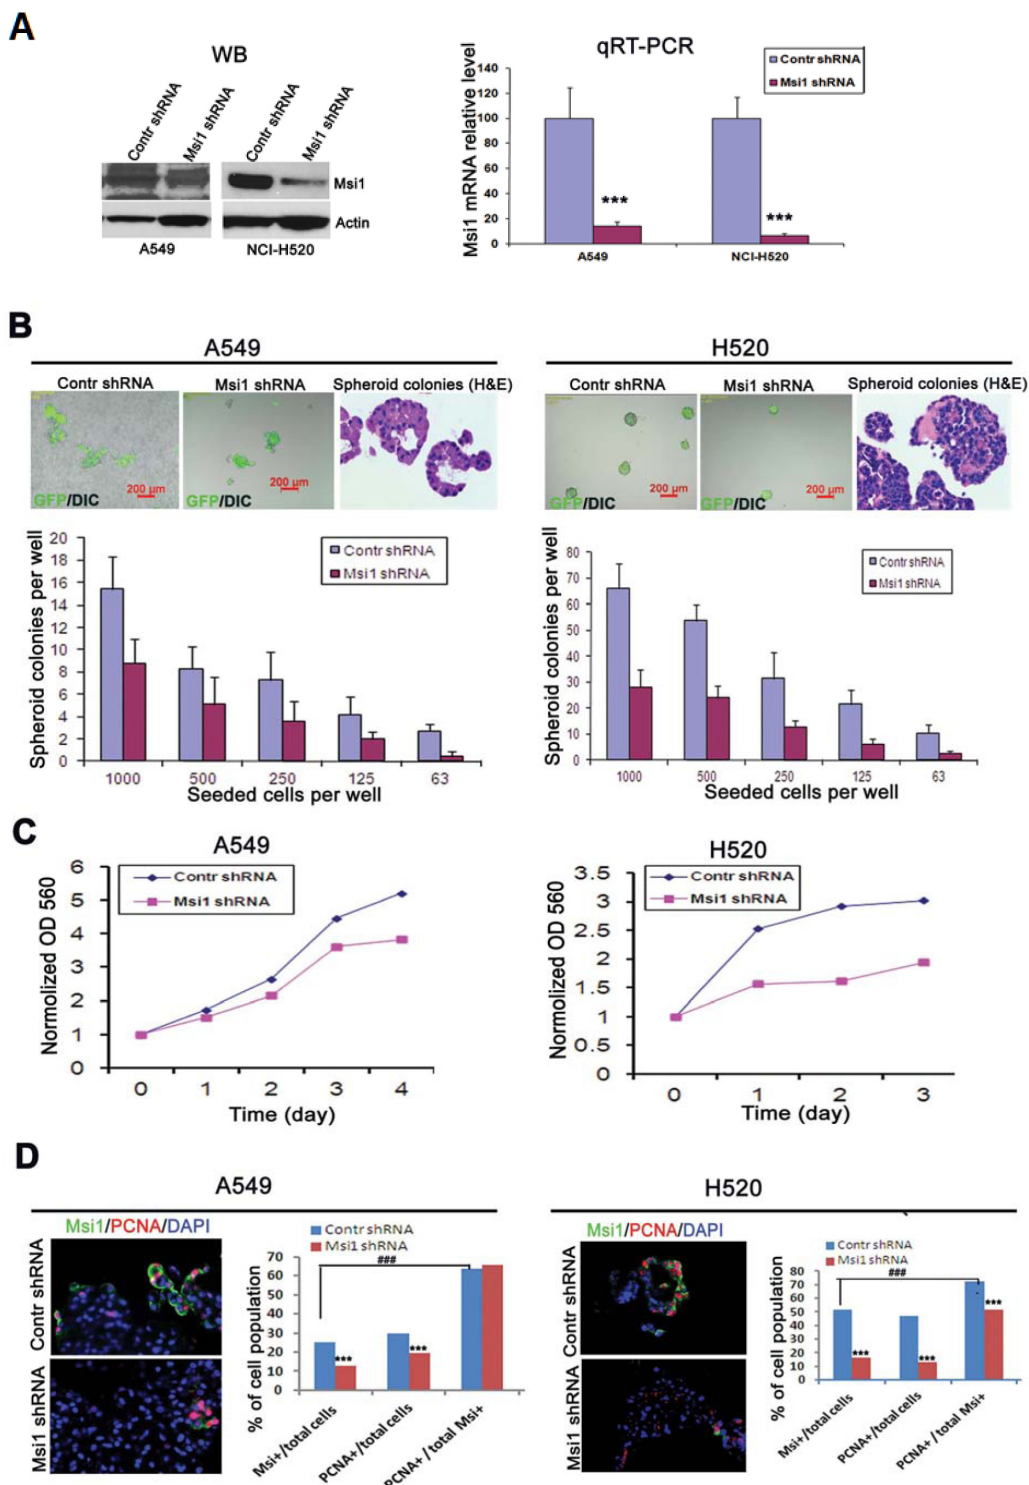 A
WB
Contr shRNA
Msi1 shRNA
Contr shRNA
Msi1 shRNA
Msi1
Actin
A549
NCI-H520
qRT-PCR
Contr shRNA
Msi1 shRNA
Msi1 mRNA relative level
140
120
100
80
60
40
20
0
***
***
A549
NCI-H520
B
A549
Contr shRNA
Msi1 shRNA
Spheroid colonies (H&E)
200 µm
GFP/DIC
200 µm
GFP/DIC
H520
Contr shRNA
Msi1 shRNA
Spheroid colonies (H&E)
200 µm
GFP/DIC
200 µm
GFP/DIC
Spheroid colonies per well
20
18
16
14
12
10
8
6
4
2
0
Contr shRNA
Msi1 shRNA
1000 500 250 125 63
Seeded cells per well
Spheroid colonies per well
80
70
60
50
40
30
20
10
0
Contr shRNA
Msi1 shRNA
1000 500 250 125 63
Seeded cells per well
C
A549
Contr shRNA
Msi1 shRNA
Normolized OD 560
6
5
4
3
2
1
0
0 1 2 3 4
Time (day)
H520
Contr shRNA
Msi1 shRNA
Normolized OD 560
3.5
3
2.5
2
1.5
1
0.5
0
0 1 2 3
Time (day)
D
A549
Msi1/PCNA/DAPI
Contr shRNA
Msi1 shRNA
Contr shRNA
Msi1 shRNA
% of cell population
70
60
50
40
30
20
10
0
###
***
***
Msi+/total cells
PCNA+/total cells
PCNA+/total Msi+
H520
Msi1/PCNA/DAPI
Contr shRNA
Msi1 shRNA
Contr shRNA
Msi1 shRNA
% of cell population
80
70
60
50
40
30
20
10
0
###
***
***
***
Msi+/total cells
PCNA+/total cells
PCNA+/total Msi+